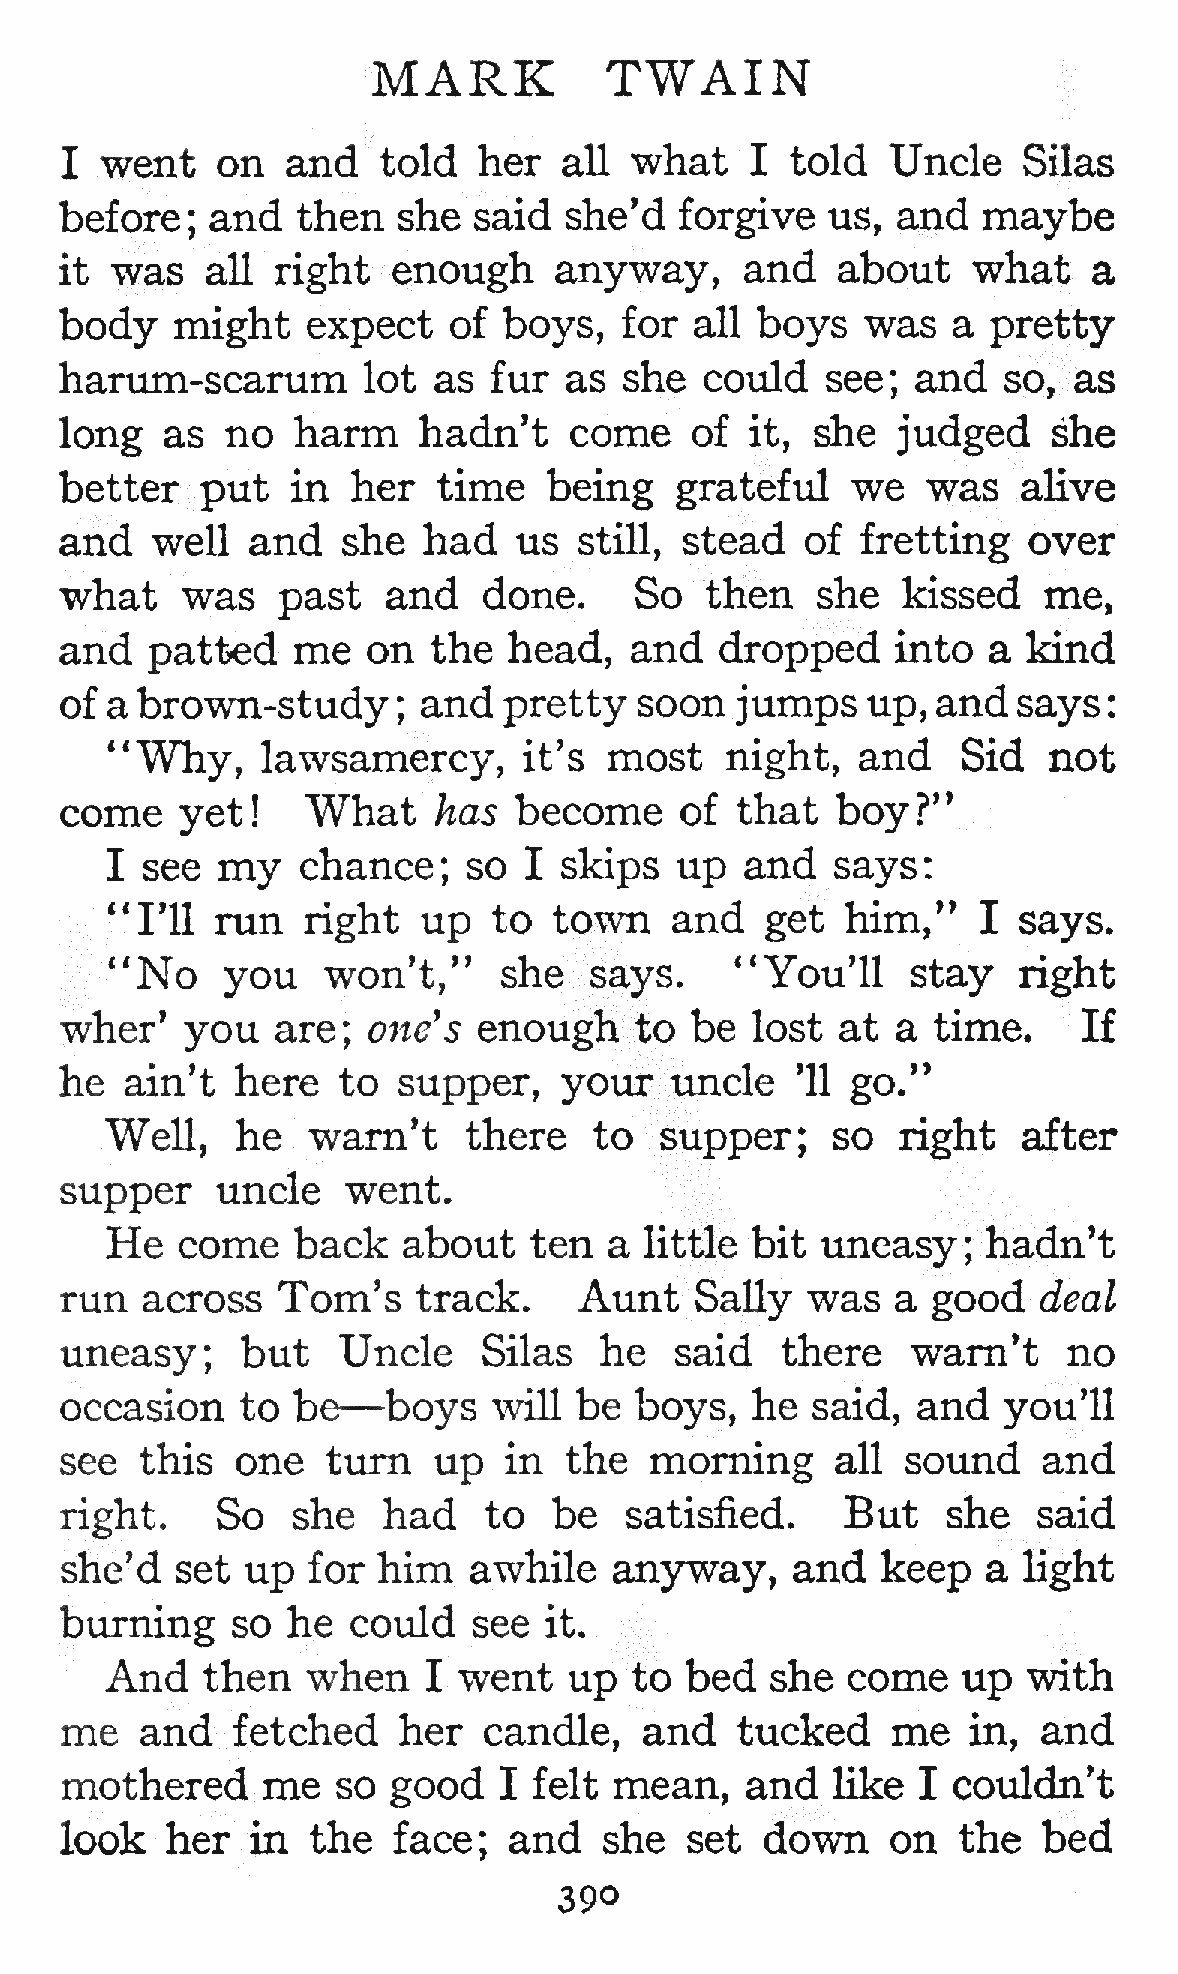 MARK TWAIN
I went on and told her all what I told Uncle Silas
before; and then she said she'd forgive us, and maybe
it was all right enough anyway, and about what a
body might expect of boys, for all boys was a pretty
harum-scarum lot as fur as she could see; and so, as
long as no harm hadn't come of it, she judged she
better put in her time being grateful we was alive
and well and she had us still, stead of fretting over
what was past and done. So then she kissed me,
and patted me on the head, and dropped into a kind
of a brown-study; and pretty soon jumps up, and says:
"Why, lawsamercy, it's most night, and Sid not
come yet! What has become of that boy?"
I see my chance; so I skips up and says:
"I'll run right up to town and get him," I says.
"No you won't," she says. "You'll stay right
wher' you are; one's enough to be lost at a time. If
he ain't here to supper, your uncle 'll go."
Well, he warn't there to supper; so right after
supper uncle went.
He come back about ten a little bit uneasy; hadn't
run across Tom's track. Aunt Sally was a good deal
uneasy; but Uncle Silas he said there warn't no
occasion to be—boys will be boys, he said, and you'll
see this one turn up in the morning all sound and
right. So she had to be satisfied. But she said
she'd set up for him awhile anyway, and keep a light
burning so he could see it.
And then when I went up to bed she come up with
me and fetched her candle, and tucked me in, and
mothered me so good I felt mean, and like I couldn't
look her in the face; and she set down on the bed
390